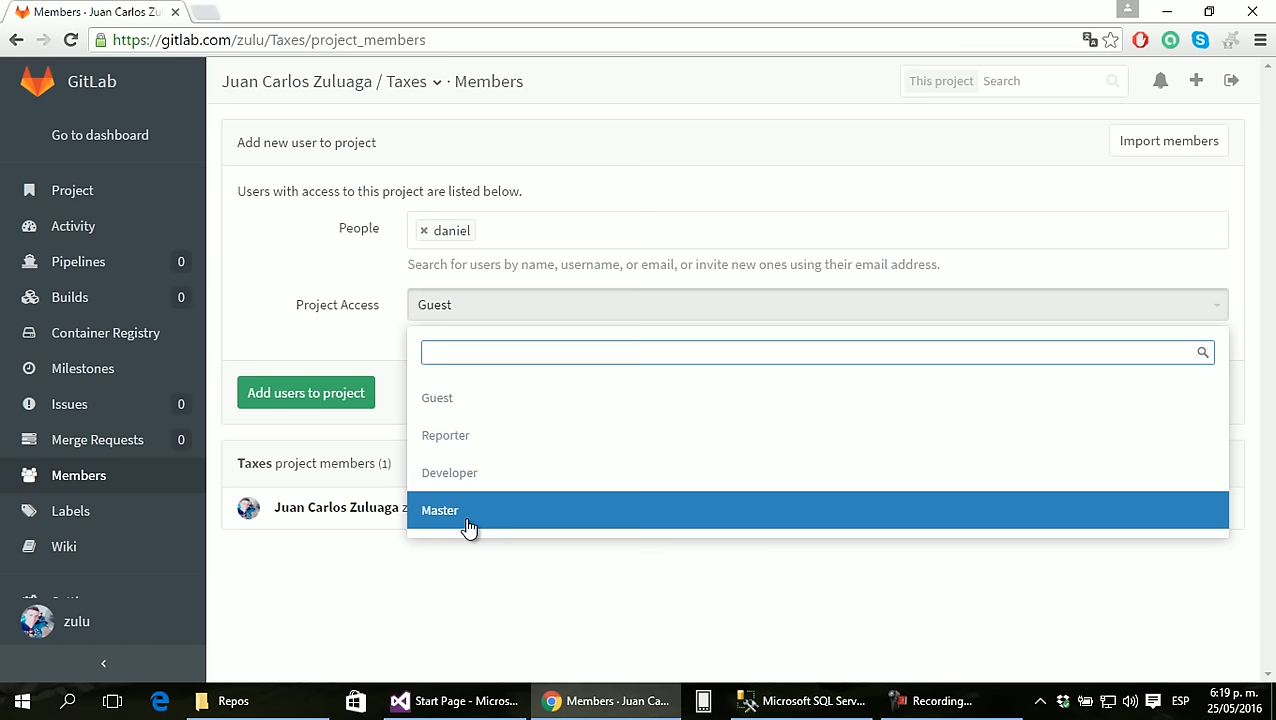 Members · Juan Carlos Zul
https://gitlab.com/zulu/Taxes/project_members
GitLab
Go to dashboard
Project
Activity
Pipelines 0
Builds 0
Container Registry
Milestones
Issues 0
Merge Requests 0
Members
Labels
Wiki
zulu
Juan Carlos Zuluaga / Taxes · Members
This project Search
Add new user to project
Import members
Users with access to this project are listed below.
People
× daniel
Search for users by name, username, or email, or invite new ones using their email address.
Project Access
Guest
Guest
Reporter
Developer
Master
Add users to project
Taxes project members (1)
Juan Carlos Zuluaga z
Repos
Start Page - Micros...
Members · Juan Ca...
Microsoft SQL Serv...
Recording...
ESP
6:19 p. m.
25/05/2016